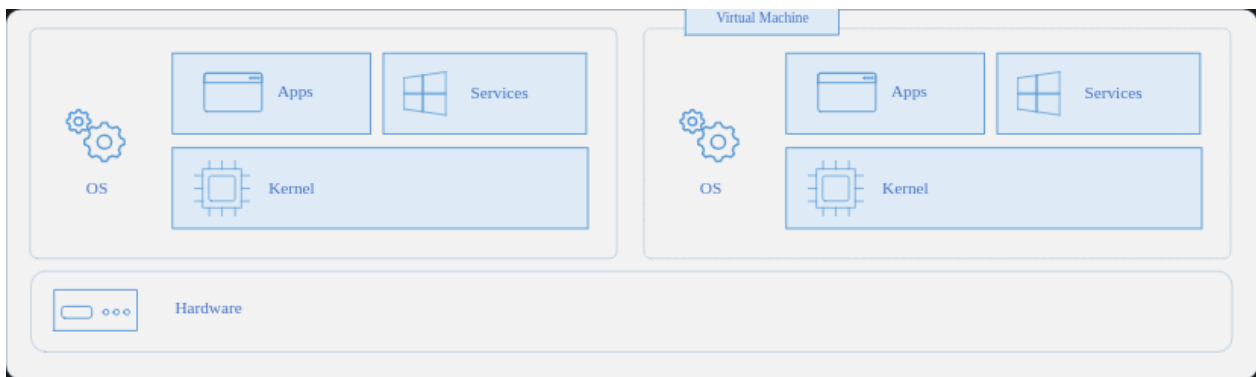 Virtual Machine
Apps
Services
OS
Kernel
Apps
Services
OS
Kernel
Hardware